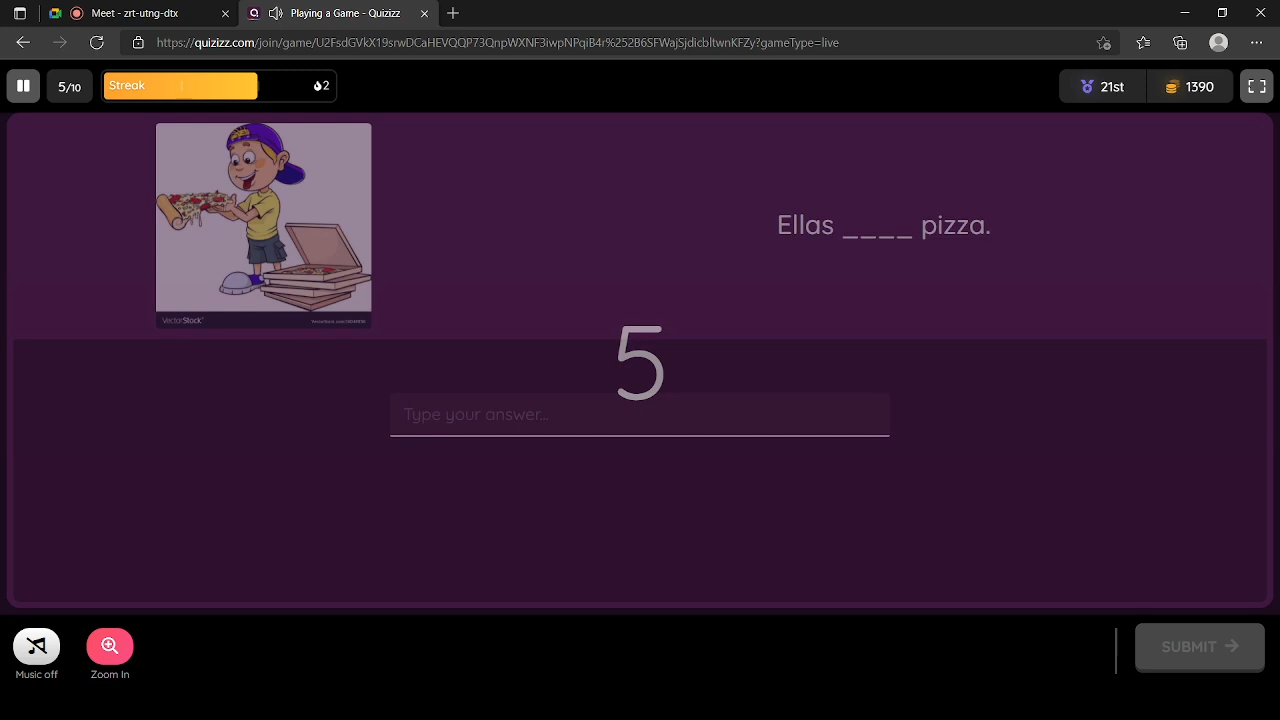 Meet - zrt-utng-dtx
Playing a Game - Quizizz
https://quizizz.com/join/game/U2FsdGVkX19srwDCaHEVQQP73QnpWXNF3iwpNPqiB4r%252B6SFWajSjdicbltwnKFZy?gameType=live
5/10
Streak
2
21st
1390
VectorStock
Ellas ____ pizza.
5
Type your answer...
Music off
Zoom In
SUBMIT